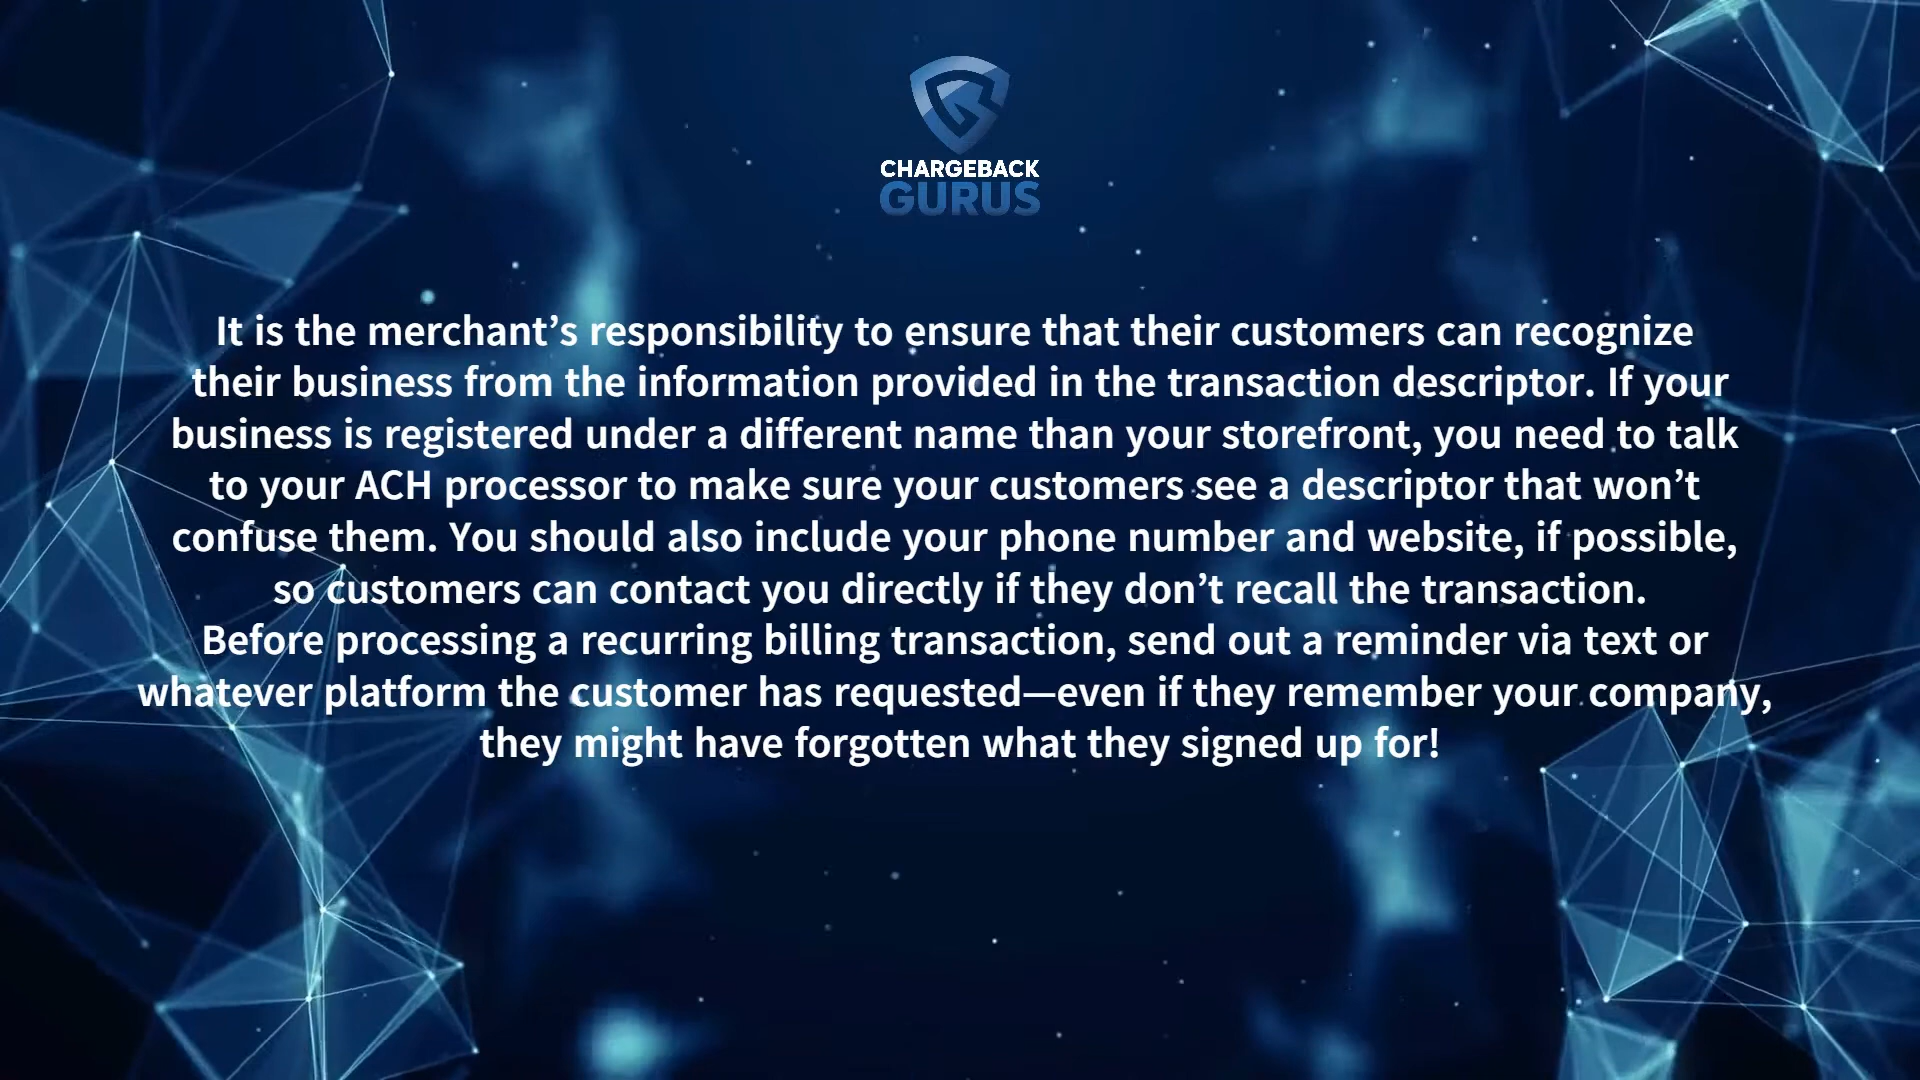 CHARGEBACK
GURUS
It is the merchant’s responsibility to ensure that their customers can recognize
their business from the information provided in the transaction descriptor. If your
business is registered under a different name than your storefront, you need to talk
to your ACH processor to make sure your customers see a descriptor that won’t
confuse them. You should also include your phone number and website, if possible,
so customers can contact you directly if they don’t recall the transaction.
Before processing a recurring billing transaction, send out a reminder via text or
whatever platform the customer has requested—even if they remember your company,
they might have forgotten what they signed up for!